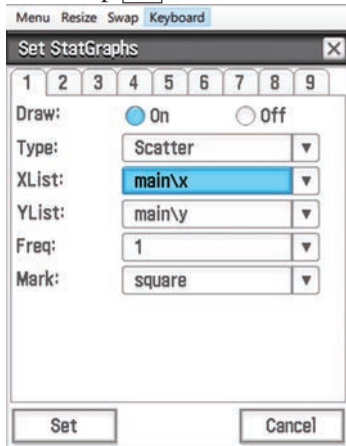 Menu Resize Swap Keyboard
Set StatGraphs
1 2 3 4 5 6 7 8 9
Draw: On Off
Type: Scatter
XList: main\x
YList: main\y
Freq: 1
Mark: square
Set Cancel